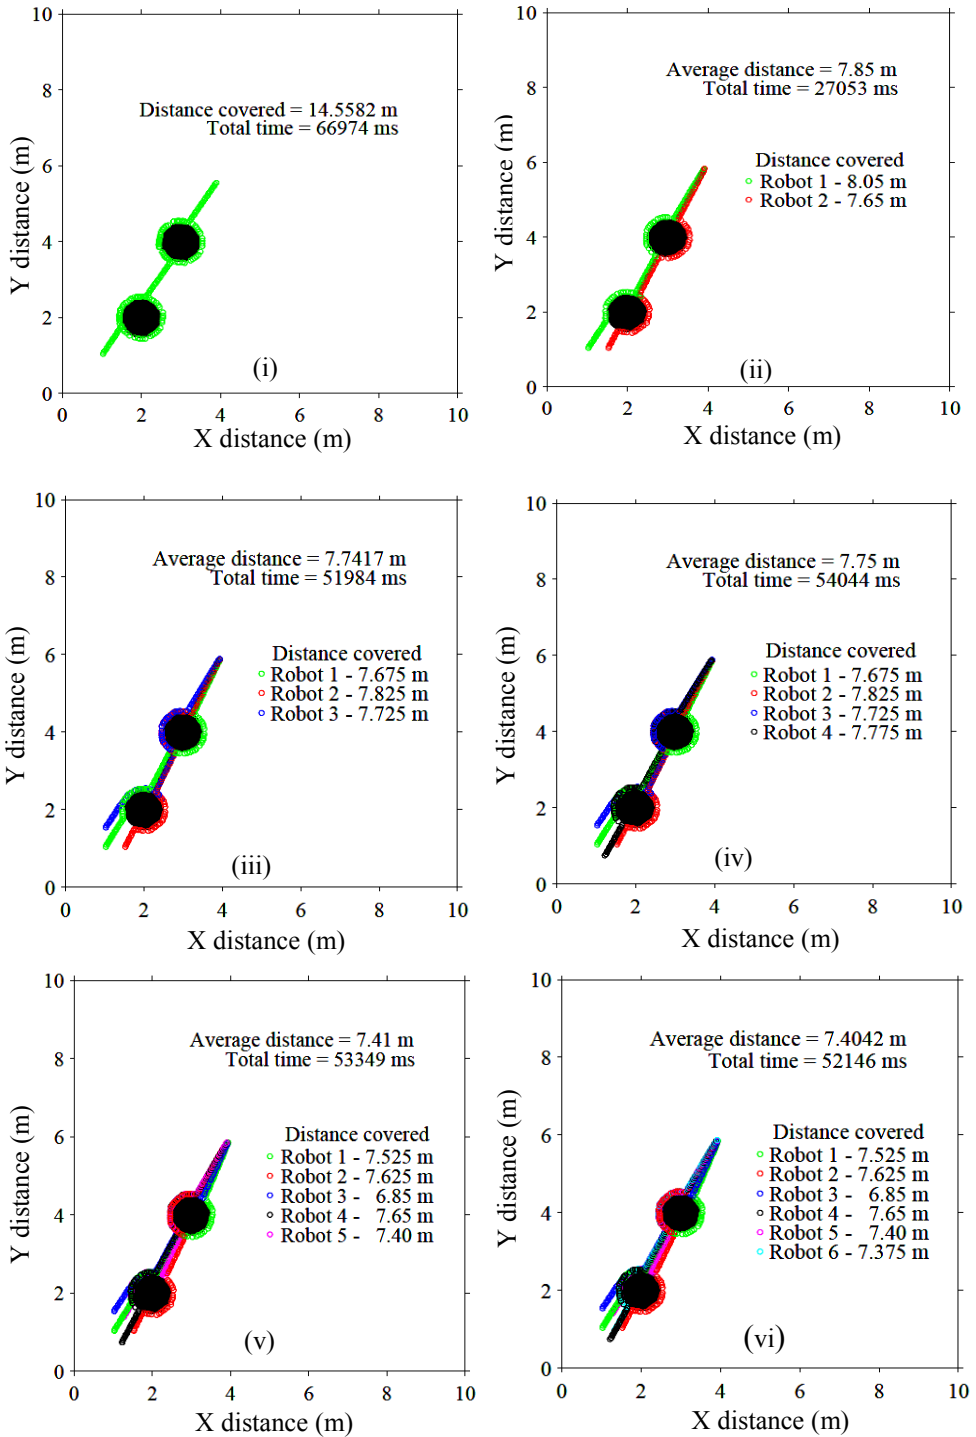 10
8
6
4
2
0
Y distance (m)
Distance covered = 14.5582 m
Total time = 66974 ms
(i)
0 2 4 6 8 10
X distance (m)
10
8
6
4
2
0
Y distance (m)
Average distance = 7.85 m
Total time = 27053 ms
Distance covered
Robot 1 - 8.05 m
Robot 2 - 7.65 m
(ii)
0 2 4 6 8 10
X distance (m)
10
8
6
4
2
0
Y distance (m)
Average distance = 7.7417 m
Total time = 51984 ms
Distance covered
Robot 1 - 7.675 m
Robot 2 - 7.825 m
Robot 3 - 7.725 m
(iii)
0 2 4 6 8 10
X distance (m)
10
8
6
4
2
0
Y distance (m)
Average distance = 7.75 m
Total time = 54044 ms
Distance covered
Robot 1 - 7.675 m
Robot 2 - 7.825 m
Robot 3 - 7.725 m
Robot 4 - 7.775 m
(iv)
0 2 4 6 8 10
X distance (m)
10
8
6
4
2
0
Y distance (m)
Average distance = 7.41 m
Total time = 53349 ms
Distance covered
Robot 1 - 7.525 m
Robot 2 - 7.625 m
Robot 3 - 6.85 m
Robot 4 - 7.65 m
Robot 5 - 7.40 m
(v)
0 2 4 6 8 10
X distance (m)
10
8
6
4
2
0
Y distance (m)
Average distance = 7.4042 m
Total time = 52146 ms
Distance covered
Robot 1 - 7.525 m
Robot 2 - 7.625 m
Robot 3 - 6.85 m
Robot 4 - 7.65 m
Robot 5 - 7.40 m
Robot 6 - 7.375 m
(vi)
0 2 4 6 8 10
X distance (m)